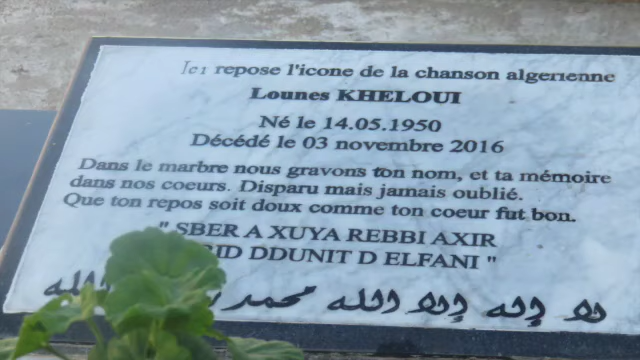 Ici repose l'icone de la chanson algerienne
Lounes KHELOUI
Né le 14.05.1950
Décédé le 03 novembre 2016
Dans le marbre nous gravons ton nom, et ta mémoire
dans nos coeurs. Disparu mais jamais oublié.
Que ton repos soit doux comme ton coeur fut bon.
" SBER A XUYA REBBI AXIR
DDUNIT D ELFANI "
لا إله إلا الله محمد الله